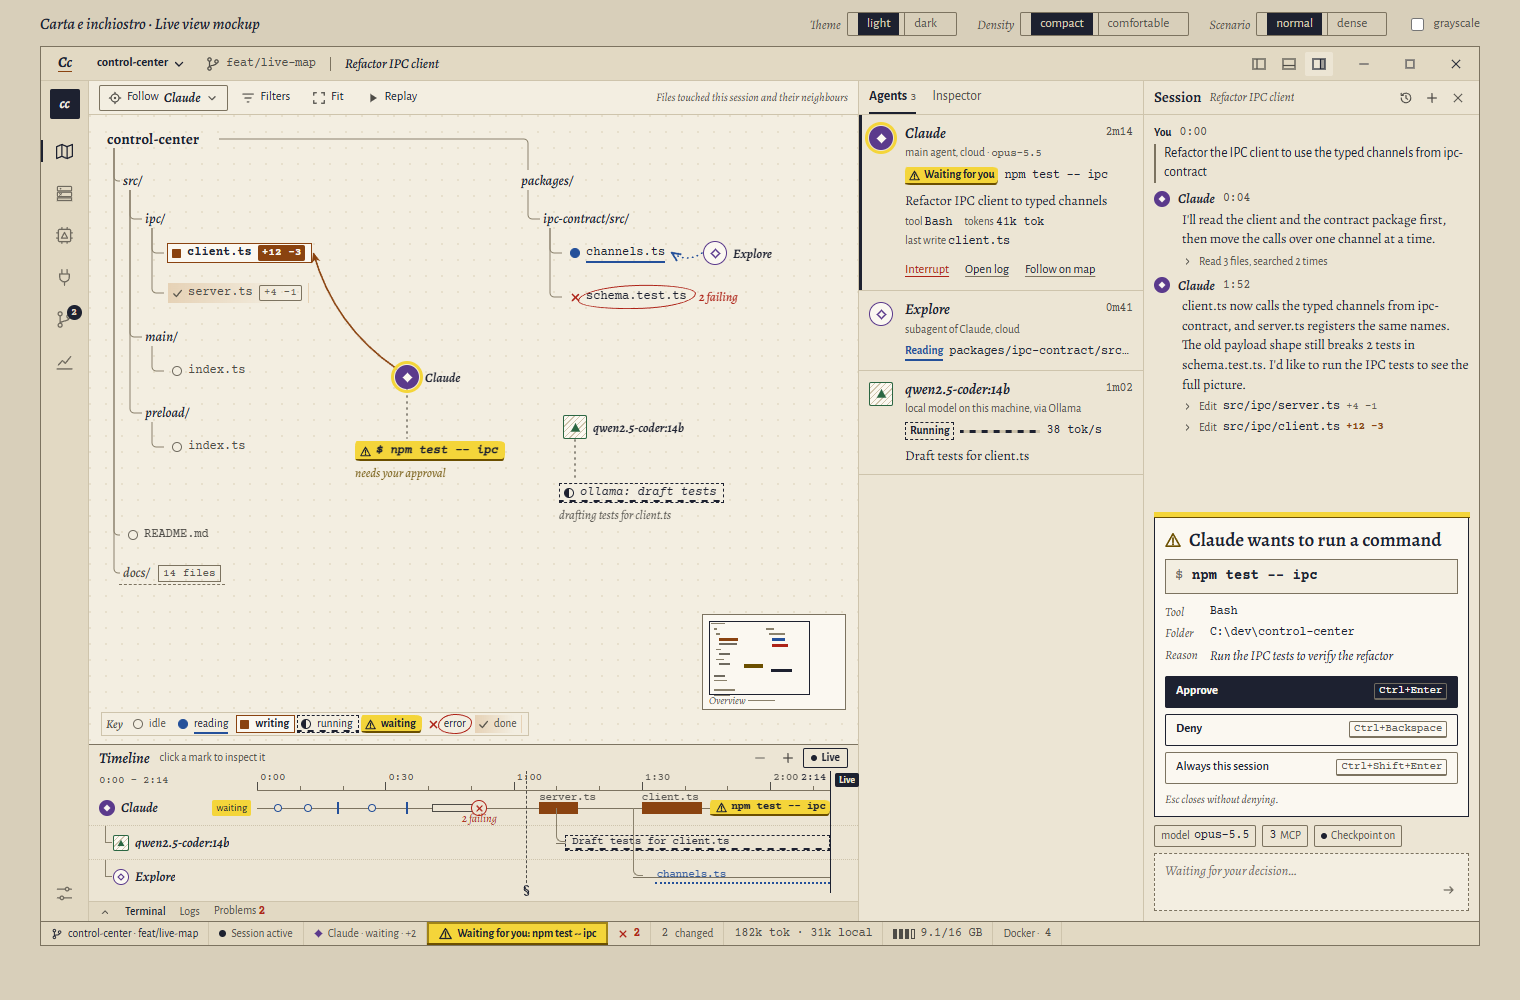 Carta e inchiostro · Live view mockup
Theme light dark Density compact comfortable Scenario normal dense grayscale
Cc control-center feat/live-map Refactor IPC client
cc
2
Follow Claude Filters Fit Replay Files touched this session and their neighbours
control-center
src/
packages/
ipc/
ipc-contract/src/
client.ts +12 −3
channels.ts Explore
server.ts +4 −1
schema.test.ts 2 failing
main/
index.ts
Claude
preload/
qwen2.5-coder:14b
index.ts
$ npm test -- ipc
needs your approval
ollama: draft tests
drafting tests for client.ts
README.md
docs/ 14 files
Overview
Key idle reading writing running waiting error done
Agents 3 Inspector
Claude 2m14
main agent, cloud · opus-5.5
Waiting for you npm test -- ipc
Refactor IPC client to typed channels
tool Bash tokens 41k tok
last write client.ts
Interrupt Open log Follow on map
Explore 0m41
subagent of Claude, cloud
Reading packages/ipc-contract/src…
qwen2.5-coder:14b 1m02
local model on this machine, via Ollama
Running 38 tok/s
Draft tests for client.ts
Session Refactor IPC client
You 0:00
Refactor the IPC client to use the typed channels from ipc-
contract
Claude 0:04
I'll read the client and the contract package first,
then move the calls over one channel at a time.
Read 3 files, searched 2 times
Claude 1:52
client.ts now calls the typed channels from ipc-
contract, and server.ts registers the same names.
The old payload shape still breaks 2 tests in
schema.test.ts. I'd like to run the IPC tests to see the
full picture.
Edit src/ipc/server.ts +4 −1
Edit src/ipc/client.ts +12 −3
Claude wants to run a command
$ npm test -- ipc
Tool Bash
Folder C:\dev\control-center
Reason Run the IPC tests to verify the refactor
Approve Ctrl+Enter
Deny Ctrl+Backspace
Always this session Ctrl+Shift+Enter
Esc closes without denying.
model opus-5.5 3 MCP Checkpoint on
Waiting for your decision…
Timeline click a mark to inspect it Live
0:00 – 2:14 0:00 0:30 1:00 1:30 2:00 2:14 Live
Claude waiting 2 failing server.ts client.ts npm test -- ipc
qwen2.5-coder:14b Draft tests for client.ts
Explore channels.ts
§
Terminal Logs Problems 2
control-center · feat/live-map Session active Claude · waiting · +2 Waiting for you: npm test -- ipc 2 2 changed 182k tok · 31k local 9.1/16 GB Docker · 4